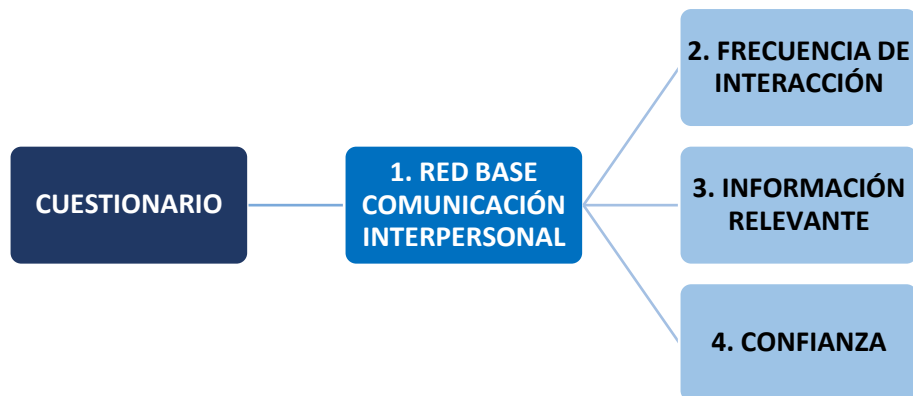 CUESTIONARIO
1. RED BASE
COMUNICACIÓN
INTERPERSONAL
2. FRECUENCIA DE
INTERACCIÓN
3. INFORMACIÓN
RELEVANTE
4. CONFIANZA